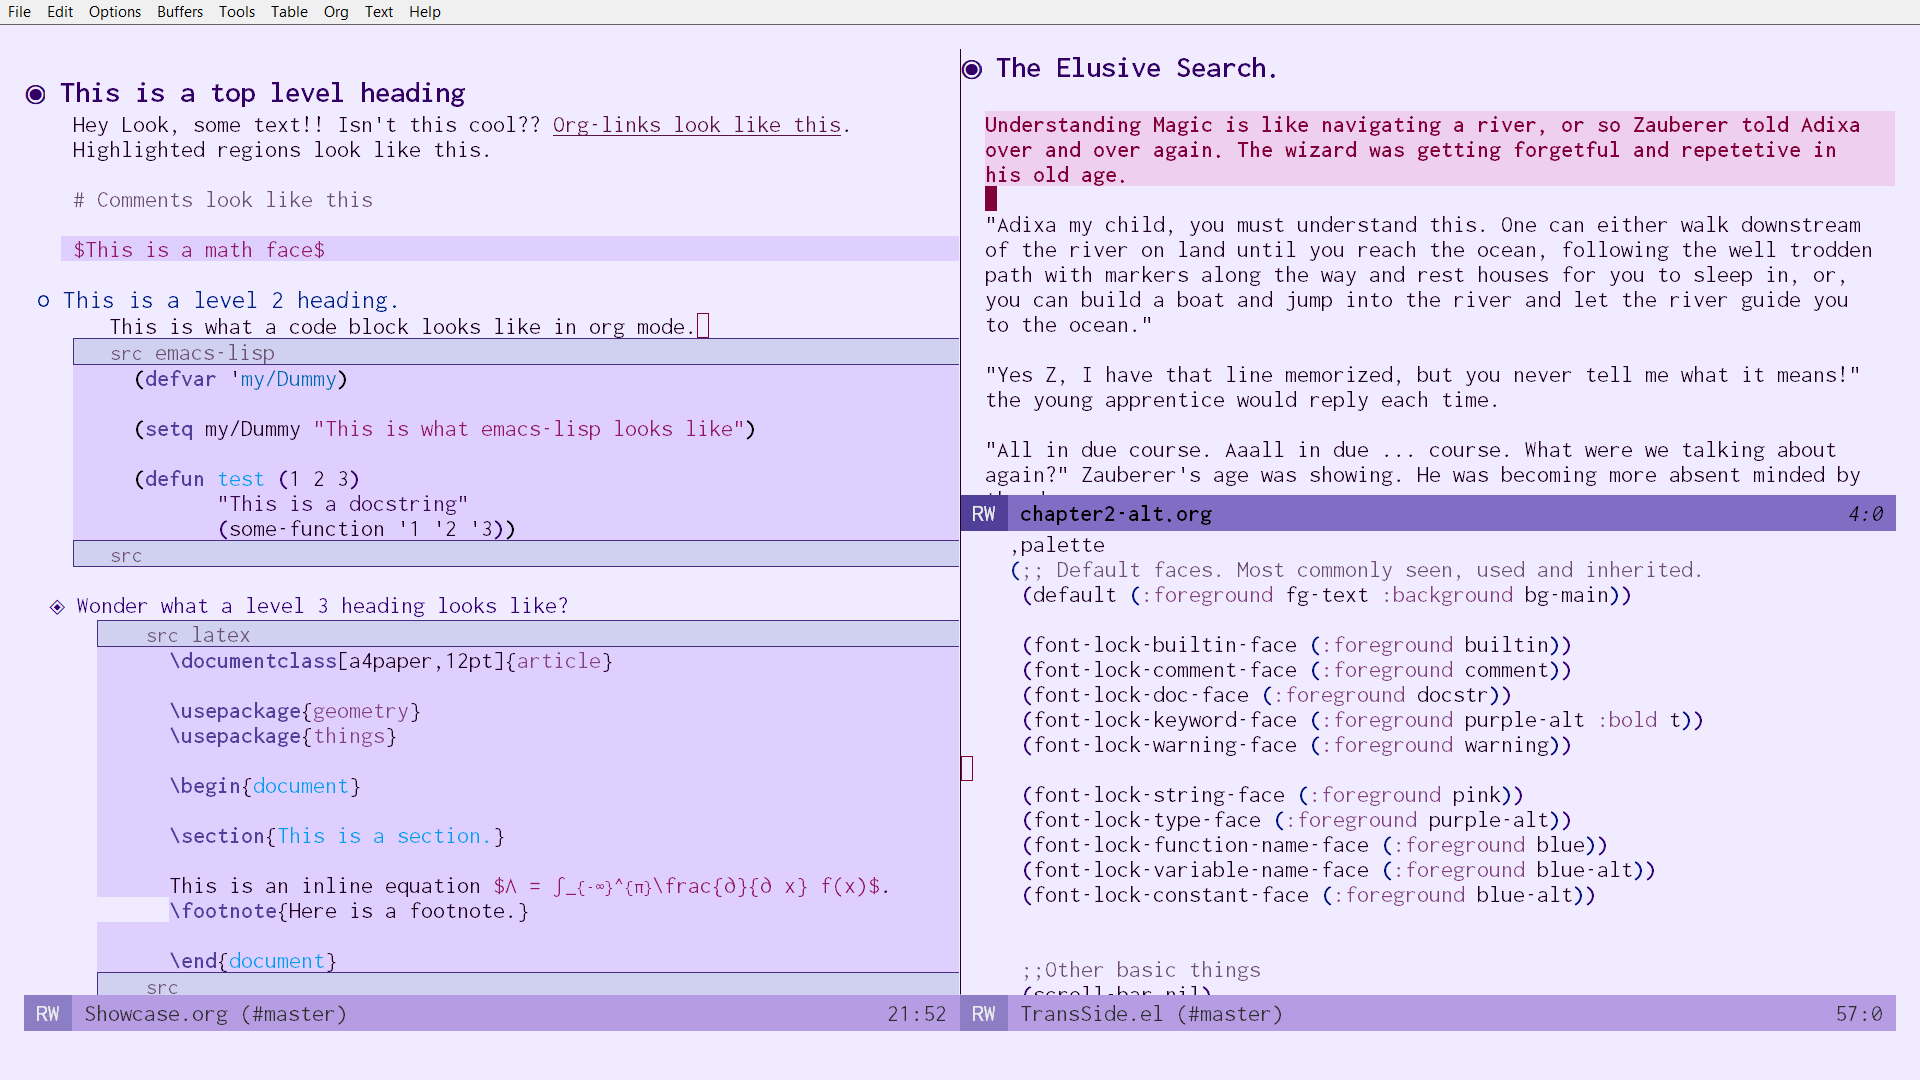 File Edit Options Buffers Tools Table Org Text Help
◉ This is a top level heading
Hey Look, some text!! Isn't this cool?? Org-links look like this.
Highlighted regions look like this.
# Comments look like this
$This is a math face$
○ This is a level 2 heading.
This is what a code block looks like in org mode.
src emacs-lisp
(defvar 'my/Dummy)
(setq my/Dummy "This is what emacs-lisp looks like")
(defun test (1 2 3)
"This is a docstring"
(some-function '1 '2 '3))
src
◈ Wonder what a level 3 heading looks like?
src latex
\documentclass[a4paper,12pt]{article}
\usepackage{geometry}
\usepackage{things}
\begin{document}
\section{This is a section.}
This is an inline equation $Λ = ∫_{-∞}^{π}\frac{∂}{∂ x} f(x)$.
\footnote{Here is a footnote.}
\end{document}
src
RW Showcase.org (#master) 21:52
◉ The Elusive Search.
Understanding Magic is like navigating a river, or so Zauberer told Adixa
over and over again. The wizard was getting forgetful and repetetive in
his old age.
"Adixa my child, you must understand this. One can either walk downstream
of the river on land until you reach the ocean, following the well trodden
path with markers along the way and rest houses for you to sleep in, or,
you can build a boat and jump into the river and let the river guide you
to the ocean."
"Yes Z, I have that line memorized, but you never tell me what it means!"
the young apprentice would reply each time.
"All in due course. Aaall in due ... course. What were we talking about
again?" Zauberer's age was showing. He was becoming more absent minded by
RW chapter2-alt.org 4:0
,palette
(;; Default faces. Most commonly seen, used and inherited.
(default (:foreground fg-text :background bg-main))
(font-lock-builtin-face (:foreground builtin))
(font-lock-comment-face (:foreground comment))
(font-lock-doc-face (:foreground docstr))
(font-lock-keyword-face (:foreground purple-alt :bold t))
(font-lock-warning-face (:foreground warning))
(font-lock-string-face (:foreground pink))
(font-lock-type-face (:foreground purple-alt))
(font-lock-function-name-face (:foreground blue))
(font-lock-variable-name-face (:foreground blue-alt))
(font-lock-constant-face (:foreground blue-alt))
;;Other basic things
(scroll-bar nil)
RW TransSide.el (#master) 57:0